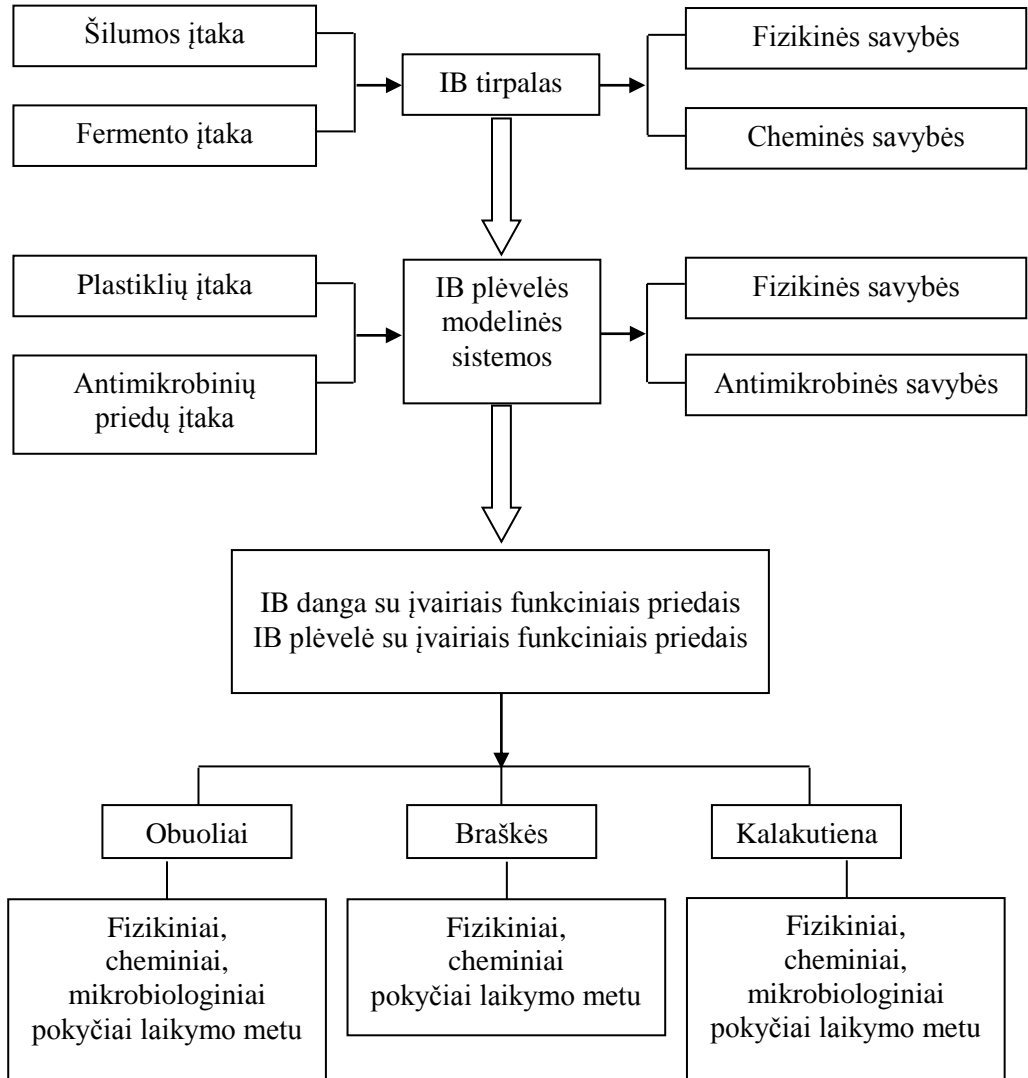 Šilumos įtaka
Fermento įtaka
IB tirpalas
Fizikinės savybės
Cheminės savybės
Plastiklių įtaka
Antimikrobinių
priedų įtaka
IB plėvelės
modelinės
sistemos
Fizikinės savybės
Antimikrobinės savybės
IB danga su įvairiais funkciniais priedais
IB plėvelė su įvairiais funkciniais priedais
Obuoliai
Braškės
Kalakutiena
Fizikiniai,
cheminiai,
mikrobiologiniai
pokyčiai laikymo metu
Fizikiniai,
cheminiai
pokyčiai laikymo metu
Fizikiniai,
cheminiai,
mikrobiologiniai
pokyčiai laikymo metu